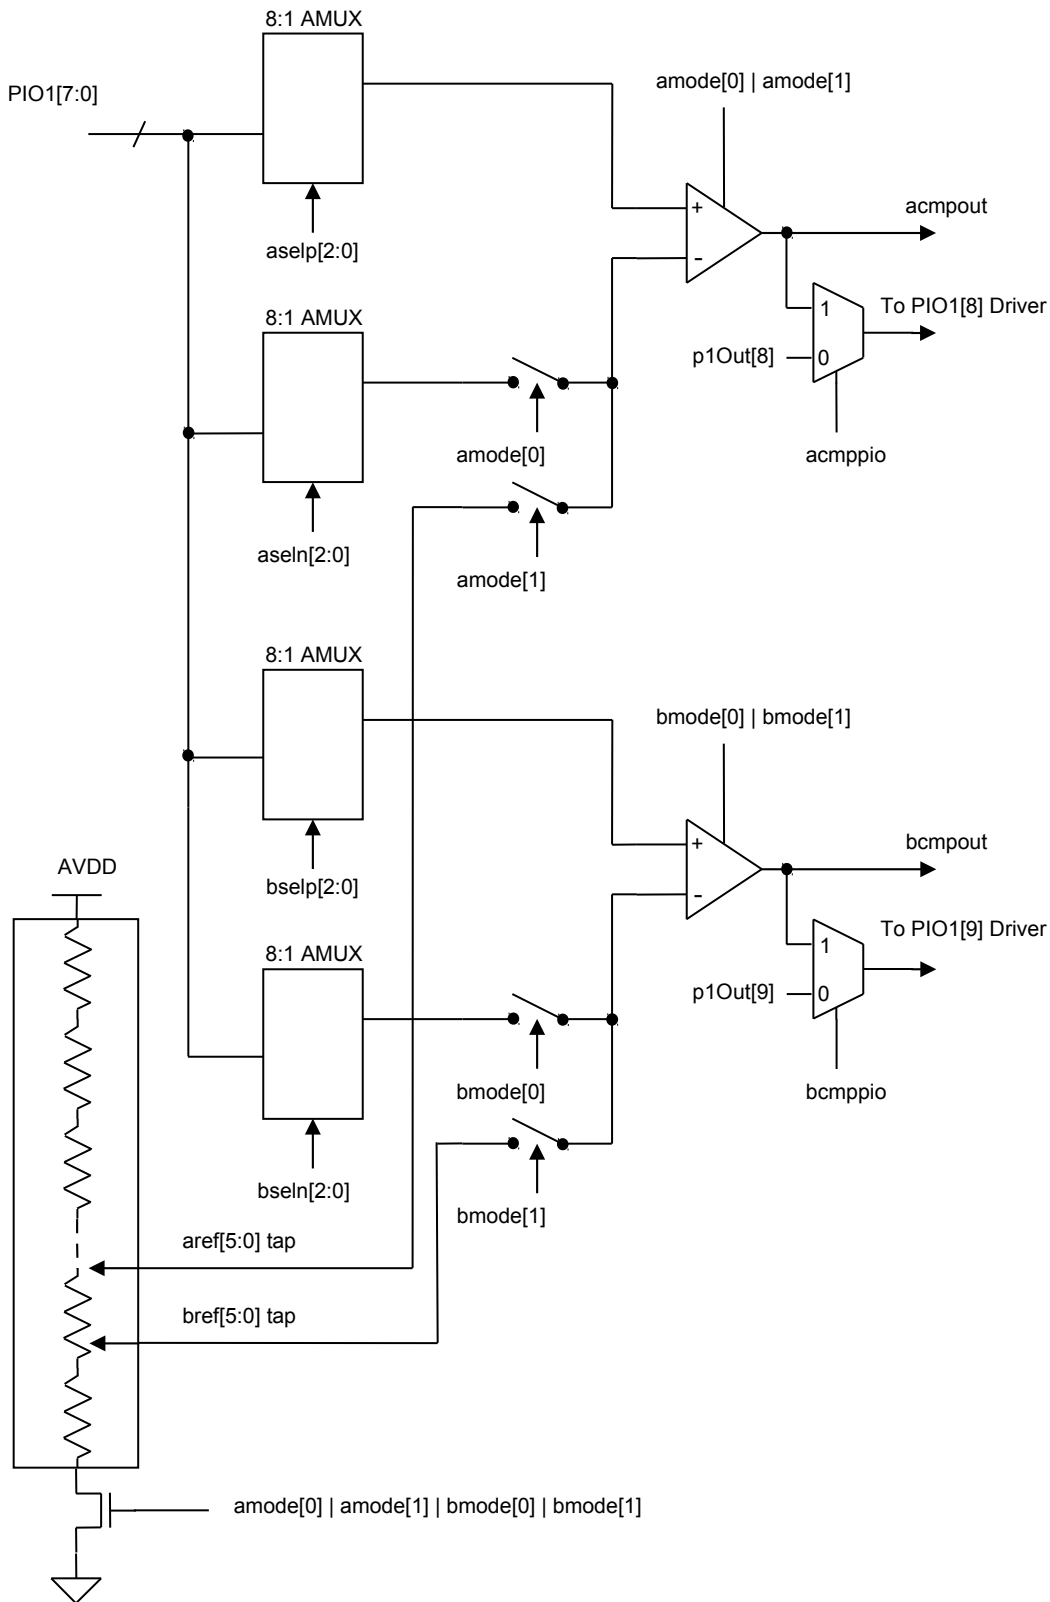 8:1 AMUX
PIO1[7:0]
amode[0] | amode[1]
+
acmpout
-
aselp[2:0]
8:1 AMUX
1
To PIO1[8] Driver
p1Out[8]
0
amode[0]
acmppio
aseln[2:0]
amode[1]
8:1 AMUX
bmode[0] | bmode[1]
+
bcmpout
AVDD
bselp[2:0]
-
8:1 AMUX
1
To PIO1[9] Driver
p1Out[9]
0
bmode[0]
bcmppio
bseln[2:0]
bmode[1]
aref[5:0] tap
bref[5:0] tap
amode[0] | amode[1] | bmode[0] | bmode[1]